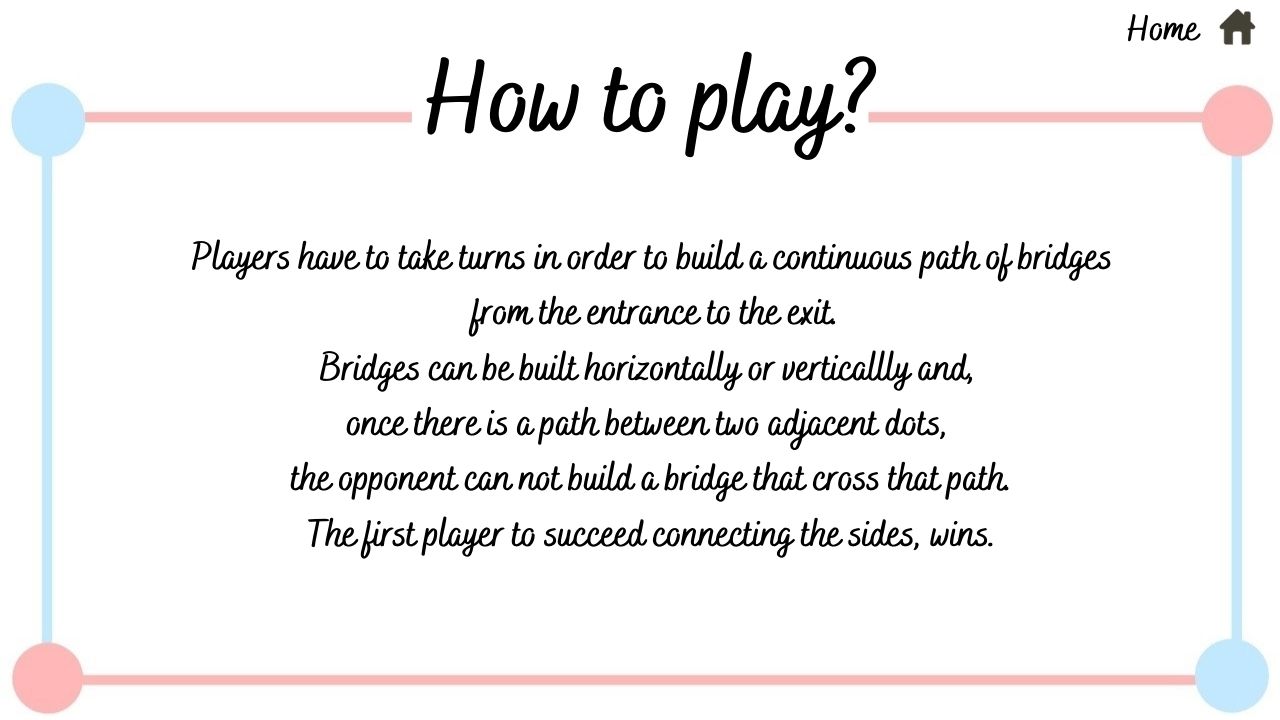 Home
How to play?
Players have to take turns in order to build a continuous path of bridges
from the entrance to the exit.
Bridges can be built horizontally or verticallly and,
once there is a path between two adjacent dots,
the opponent can not build a bridge that cross that path.
The first player to succeed connecting the sides, wins.